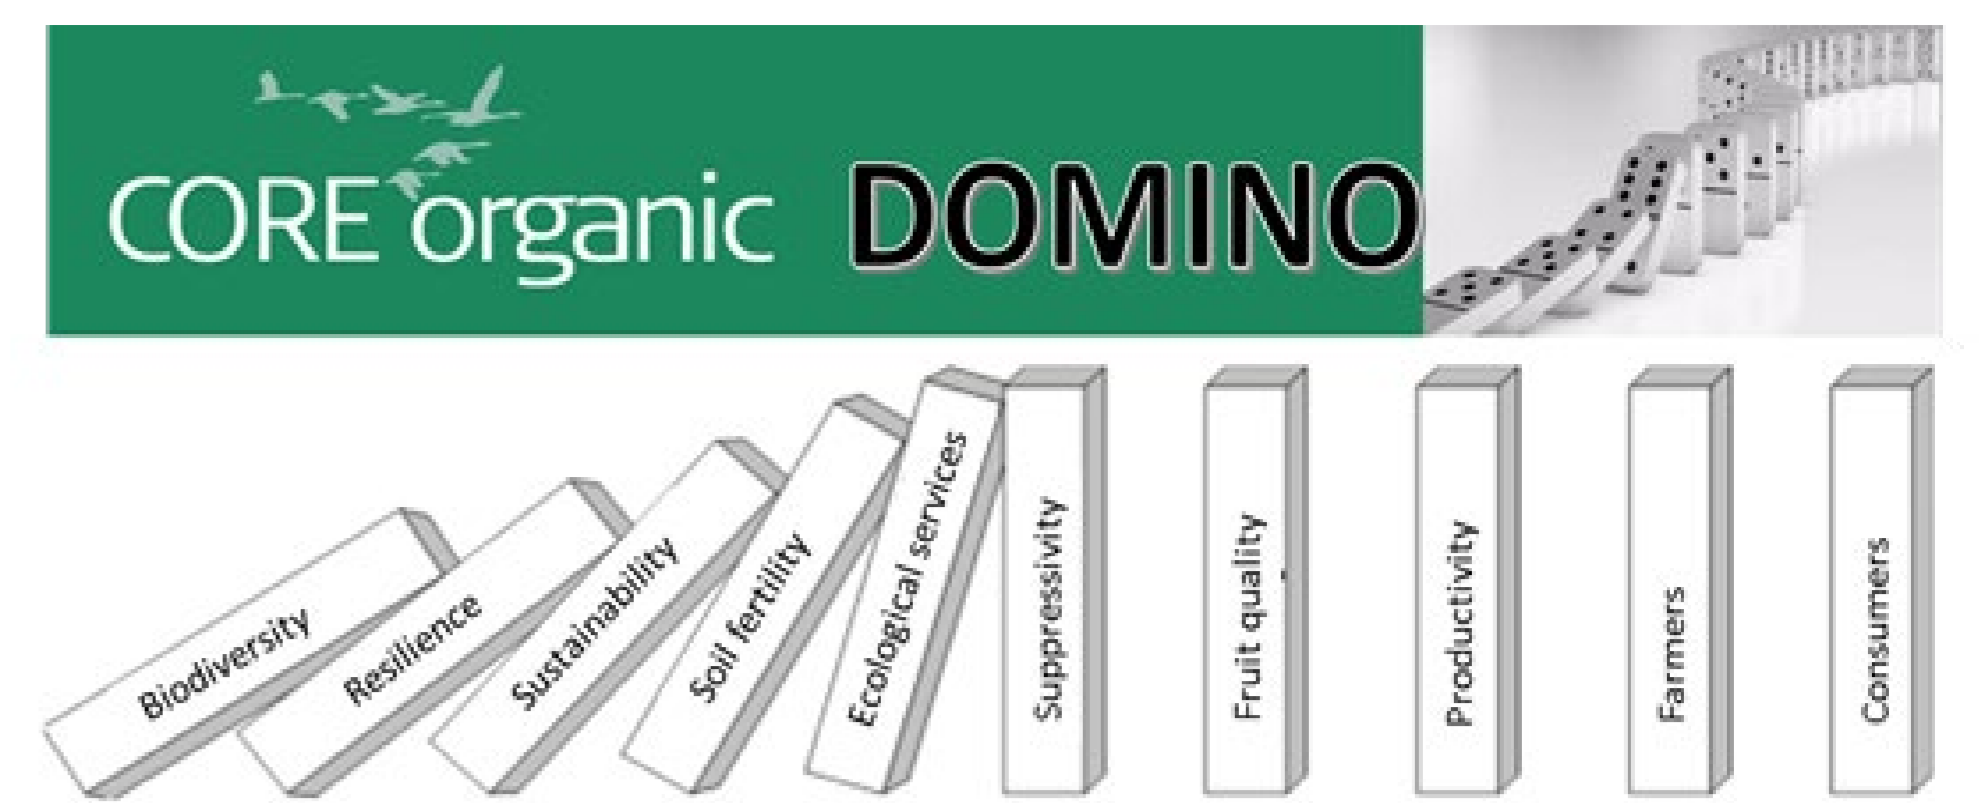 CORE organic DOMINO
Biodiversity
Resilience
Sustainability
Soil fertility
Ecological services
Suppressivity
Fruit quality
Productivity
Farmers
Consumers